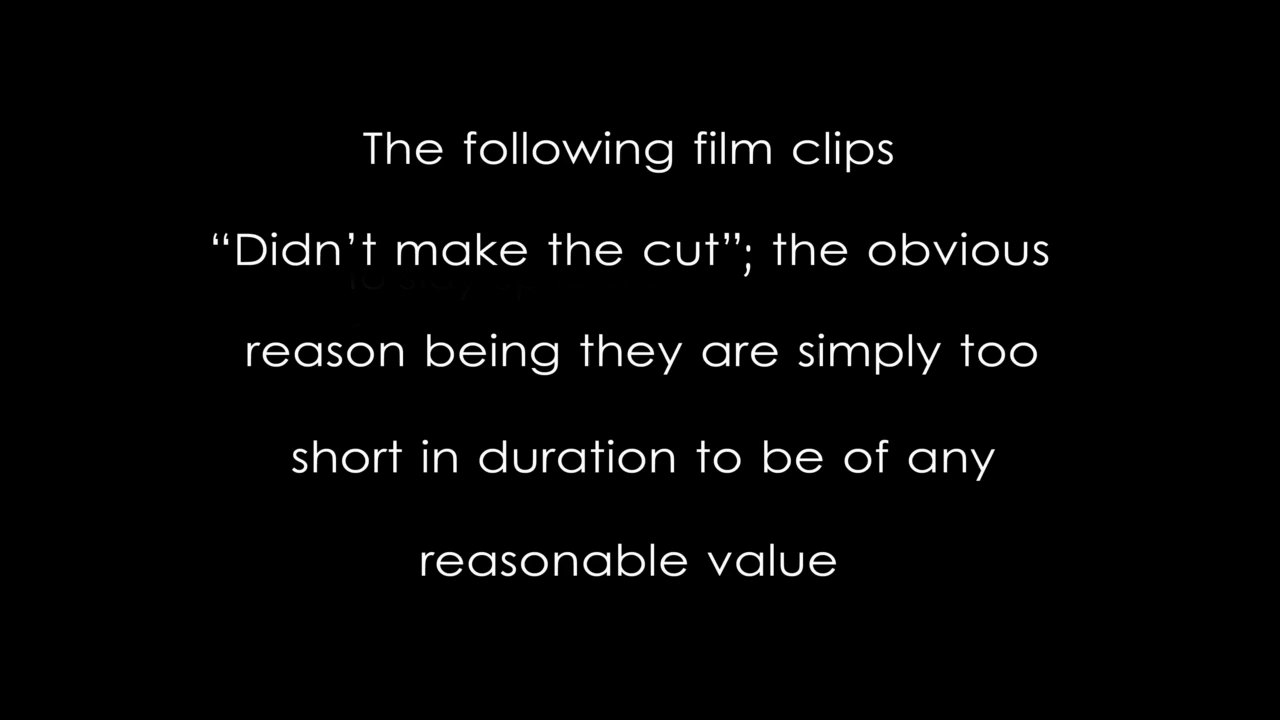 The following film clips
“Didn’t make the cut”; the obvious
reason being they are simply too
short in duration to be of any
reasonable value